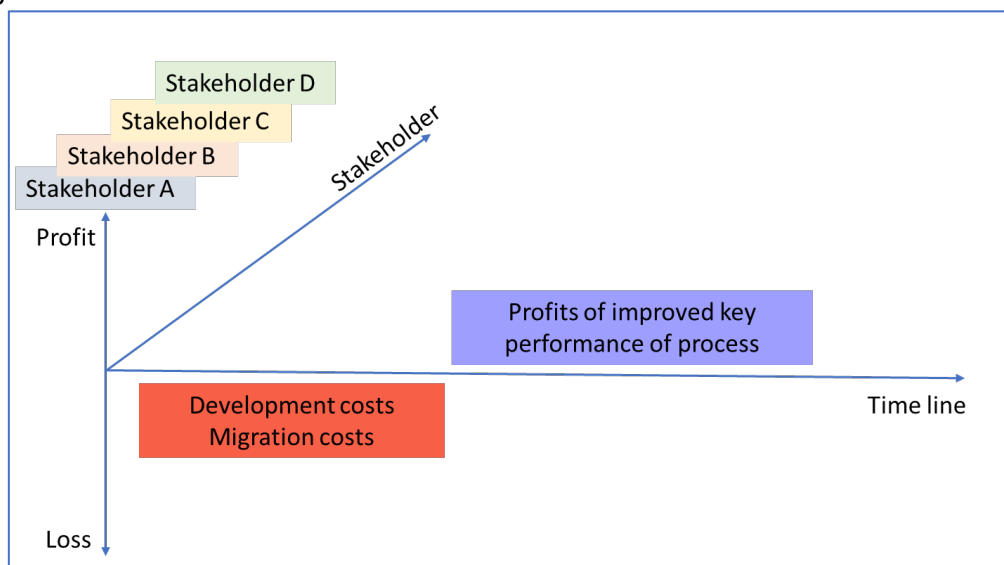 Stakeholder D
Stakeholder C
Stakeholder B
Stakeholder A
Stakeholder
Profit
Profits of improved key
performance of process
Development costs
Migration costs
Time line
Loss